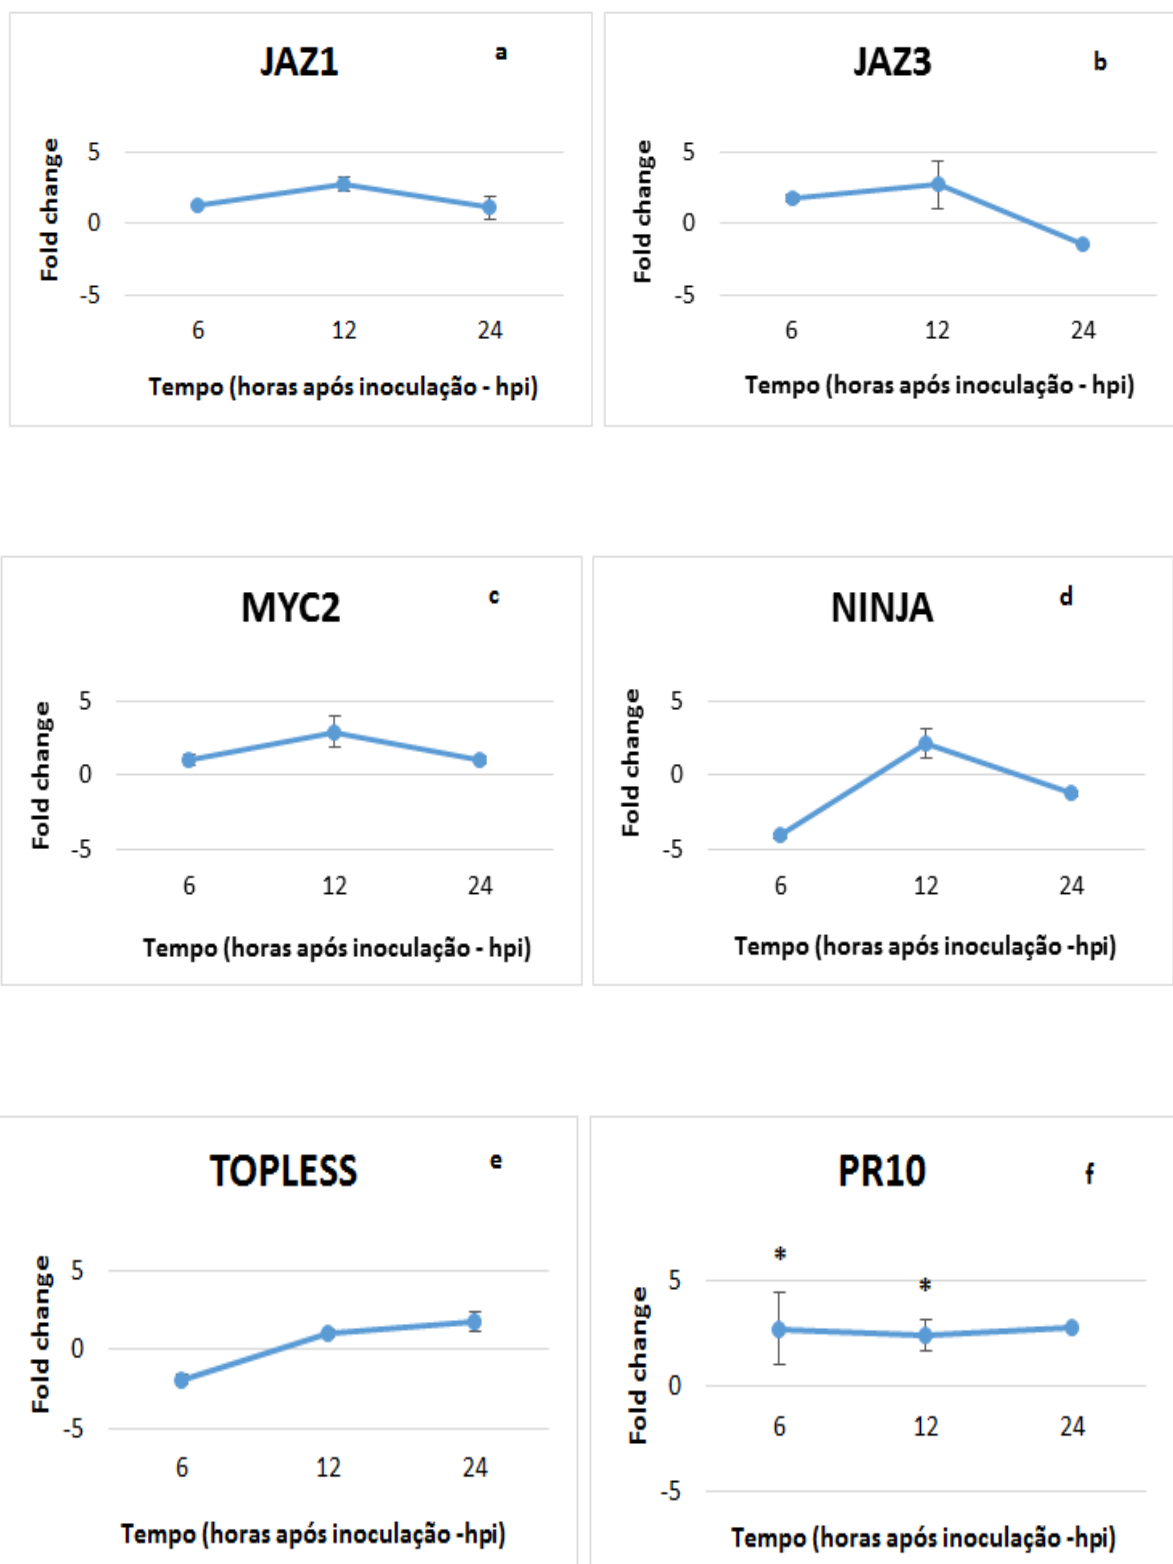 JAZ1 a
Fold change
5
0
-5
6 12 24
Tempo (horas após inoculação - hpi)
JAZ3 b
Fold change
5
0
-5
6 12 24
Tempo (horas após inoculação - hpi)
MYC2 c
Fold change
5
0
-5
6 12 24
Tempo (horas após inoculação - hpi)
NINJA d
Fold change
5
0
-5
6 12 24
Tempo (horas após inoculação -hpi)
TOPLESS e
Fold change
5
0
-5
6 12 24
Tempo (horas após inoculação -hpi)
PR10 f
* *
Fold change
5
0
6 12 24
-5
Tempo (horas após inoculação -hpi)